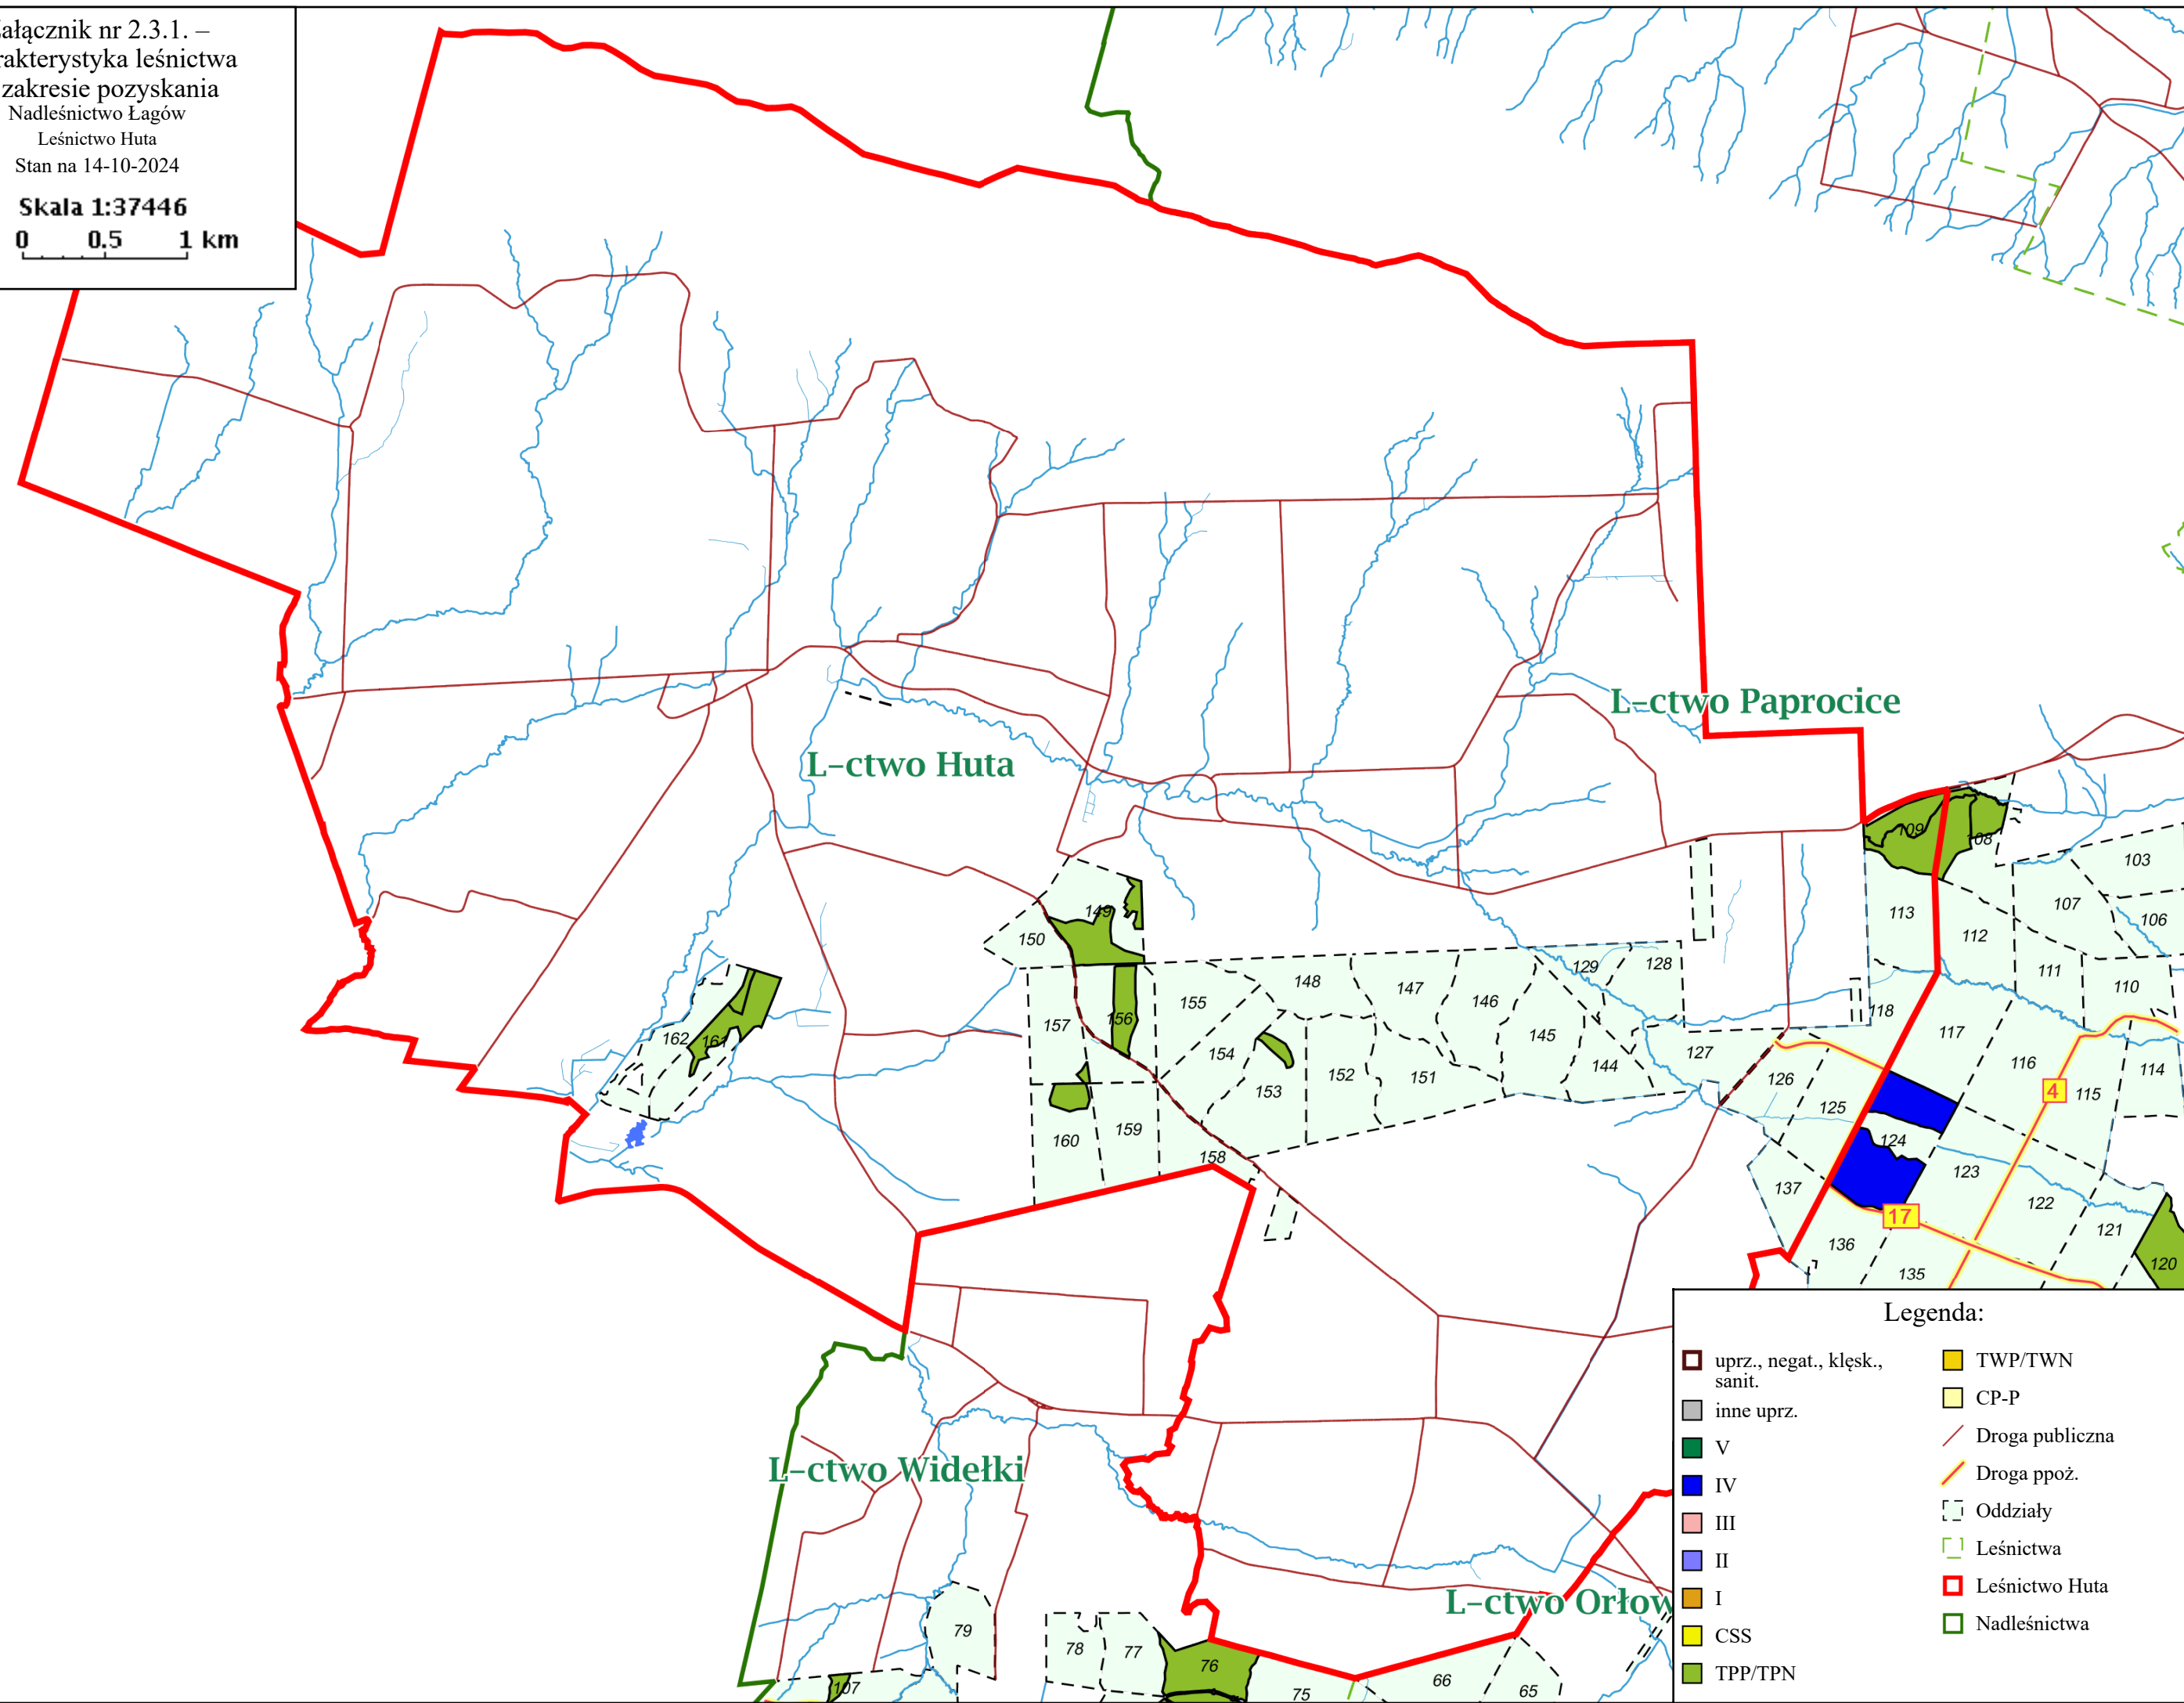 ałącznik nr 2.3.1. –
rakterystyka leśnictwa
zakresie pozyskania
Nadleśnictwo Łagów
Leśnictwo Huta
Stan na 14-10-2024
Skala 1:37446
0 0.5 1 km
L-ctwo Paprocice
L-ctwo Huta
109
108
103
149
113
107
106
150
112
129
128
111
148
147
110
155
146
118
156
157
117
145
162
161
154
127
116
144
114
152
151
126
153
4
115
125
159
160
124
158
123
137
122
17
121
136
120
135
L-ctwo Widełki
L-ctwo Orłow
79
78
77
76
66
107
75
65
Legenda:
uprz., negat., klęsk.,
sanit.
inne uprz.
V
IV
III
II
I
CSS
TPP/TPN
TWP/TWN
CP-P
Droga publiczna
Droga ppoż.
Oddziały
Leśnictwa
Leśnictwo Huta
Nadleśnictwa